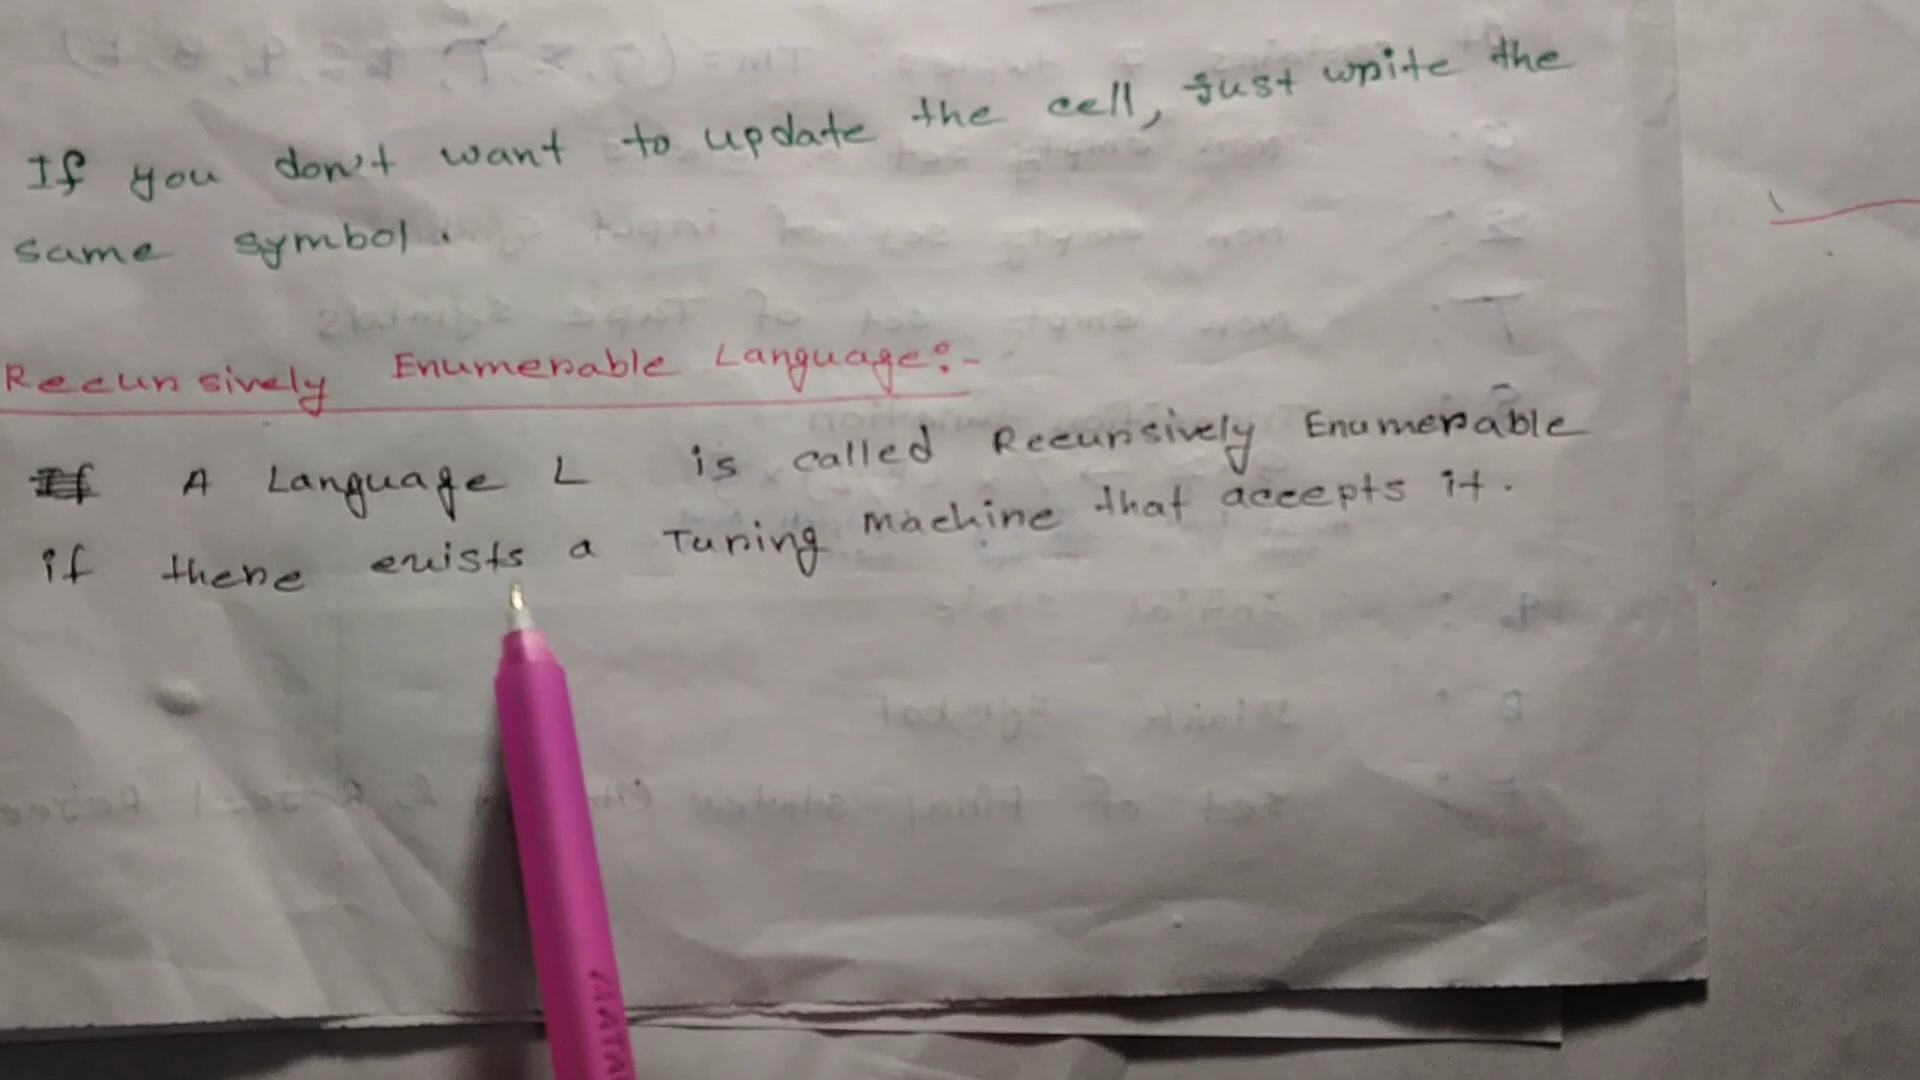 If you don't want to update the cell, just write the
same symbol.
Recursively Enumerable Language:-
A Language L is called Recursively Enumerable
if there exists a Turing Machine that accepts it.